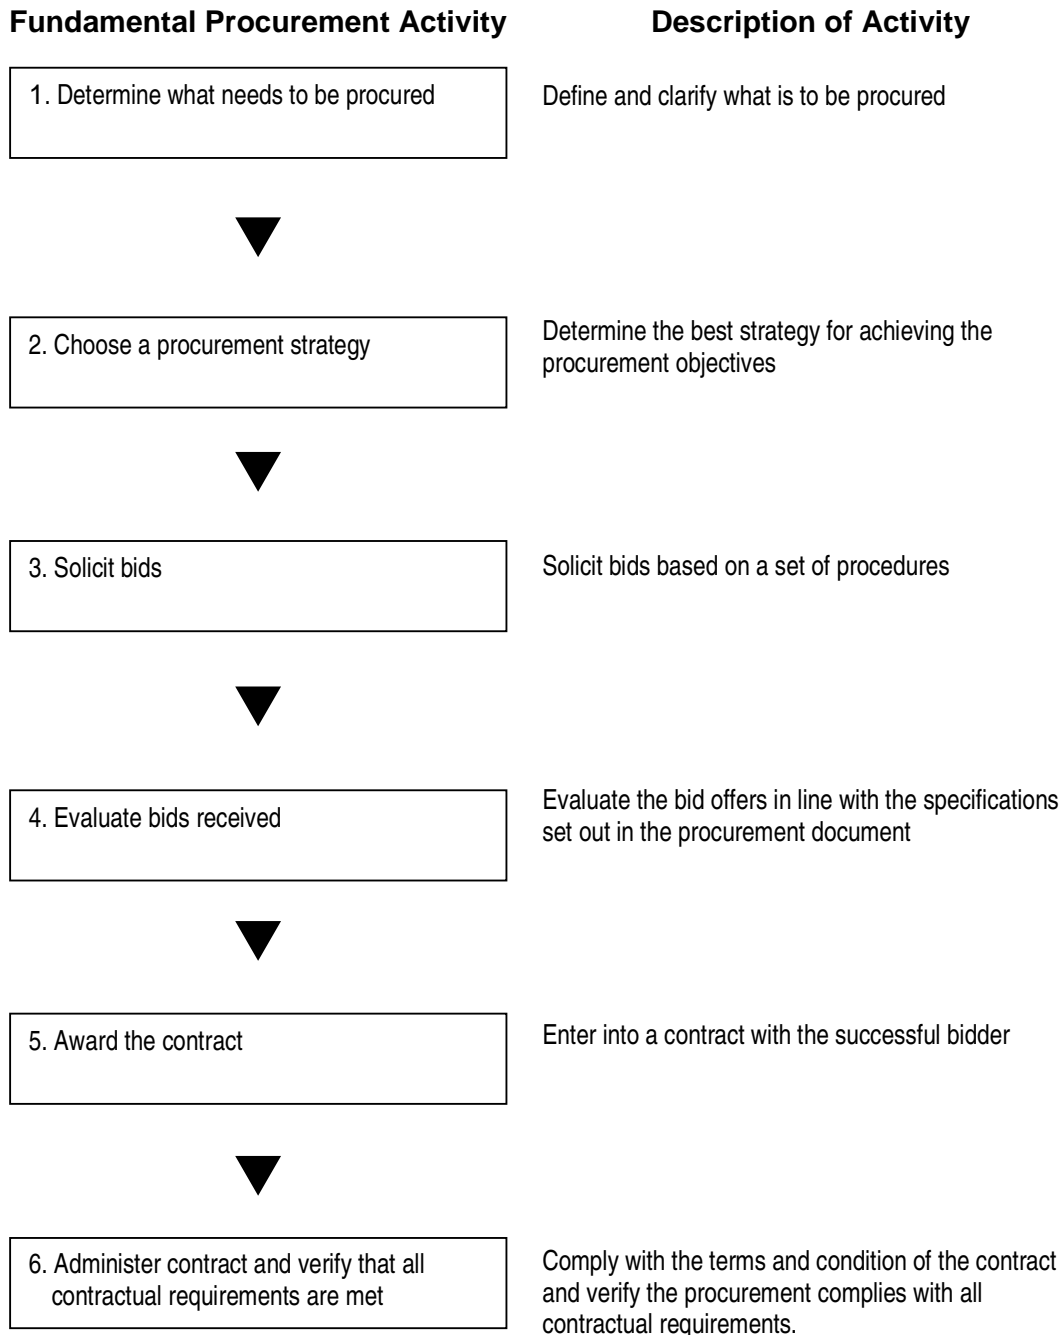 Fundamental Procurement Activity
Description of Activity
1. Determine what needs to be procured
Define and clarify what is to be procured
2. Choose a procurement strategy
Determine the best strategy for achieving the
procurement objectives
3. Solicit bids
Solicit bids based on a set of procedures
4. Evaluate bids received
Evaluate the bid offers in line with the specifications
set out in the procurement document
5. Award the contract
Enter into a contract with the successful bidder
6. Administer contract and verify that all
contractual requirements are met
Comply with the terms and condition of the contract
and verify the procurement complies with all
contractual requirements.